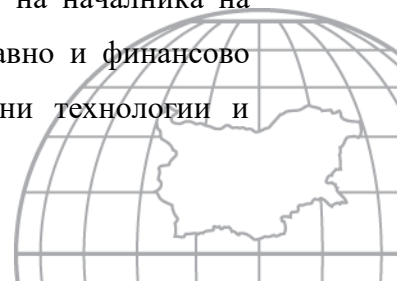 на началника на
авно и финансово
ни технологии и